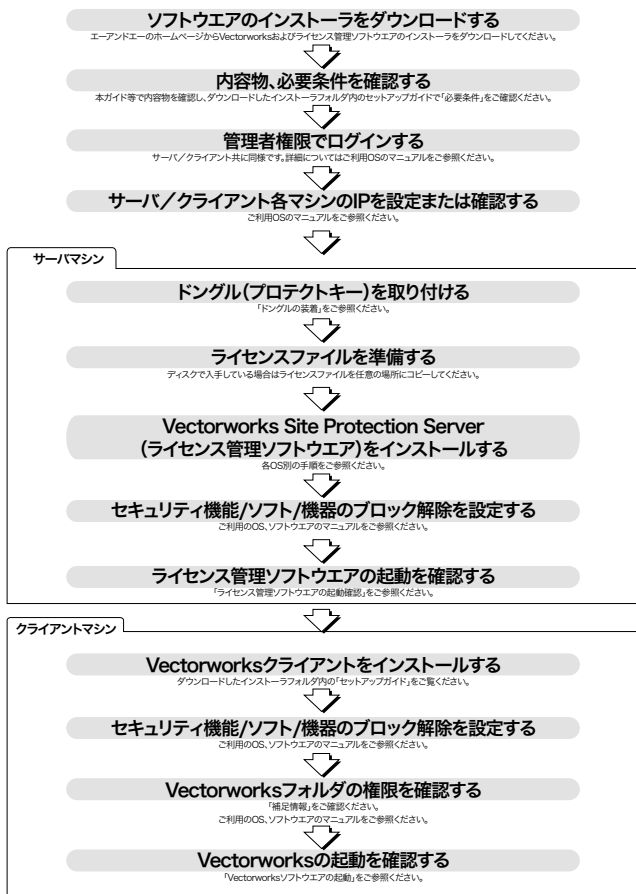 ソフトウエアのインストーラをダウンロードする
エーアンドエーのホームページからVectorworksおよびライセンス管理ソフトウエアのインストーラをダウンロードしてください。
内容物、必要条件を確認する
本ガイド等で内容物を確認し、ダウンロードしたインストーラフォルダ内のセットアップガイドで「必要条件」をご確認ください。
管理者権限でログインする
サーバ／クライアント共に同様です。詳細についてはご利用OSのマニュアルをご参照ください。
サーバ／クライアント各マシンのIPを設定または確認する
ご利用OSのマニュアルをご参照ください。
サーバマシン
ドングル(プロテクトキー)を取り付ける
「ドングルの装着」をご参照ください。
ライセンスファイルを準備する
ディスクで入手している場合はライセンスファイルを任意の場所にコピーしてください。
Vectorworks Site Protection Server
(ライセンス管理ソフトウエア)をインストールする
各OS別の手順をご参照ください。
セキュリティ機能/ソフト/機器のブロック解除を設定する
ご利用のOS、ソフトウエアのマニュアルをご参照ください。
ライセンス管理ソフトウエアの起動を確認する
「ライセンス管理ソフトウエアの起動確認」をご参照ください。
クライアントマシン
Vectorworksクライアントをインストールする
ダウンロードしたインストーラフォルダ内の「セットアップガイド」をご覧ください。
セキュリティ機能/ソフト/機器のブロック解除を設定する
ご利用のOS、ソフトウエアのマニュアルをご参照ください。
Vectorworksフォルダの権限を確認する
「補足情報」をご確認ください。
ご利用のOS、ソフトウエアのマニュアルをご参照ください。
Vectorworksの起動を確認する
「Vectorworksソフトウエアの起動」をご参照ください。